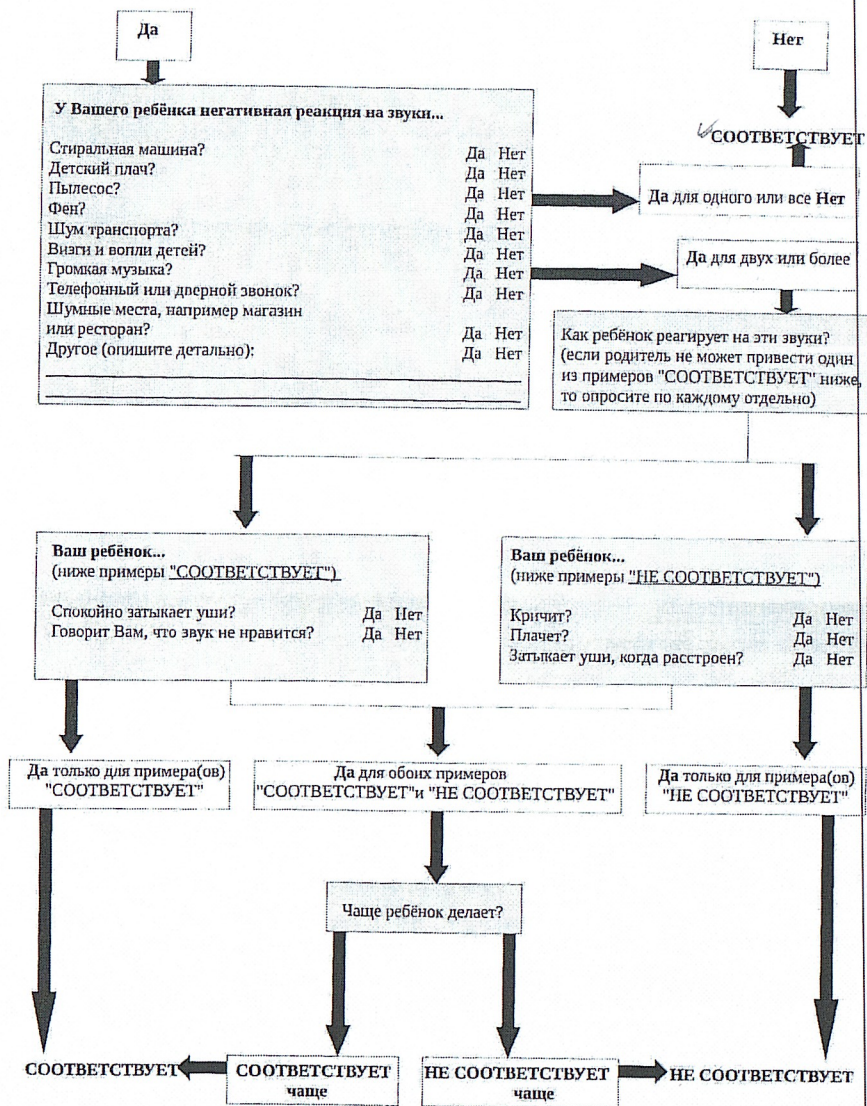 Да
Нет
У Вашего ребёнка негативная реакция на звуки...
Стиральная машина? Да Нет
Детский плач? Да Нет
Пылесос? Да Нет
Фен? Да Нет
Шум транспорта? Да Нет
Визги и вопли детей? Да Нет
Громкая музыка? Да Нет
Телефонный или дверной звонок? Да Нет
Шумные места, например магазин
или ресторан? Да Нет
Другое (опишите детально): Да Нет
СООТВЕТСТВУЕТ
Да для одного или все Нет
Да для двух или более
Как ребёнок реагирует на эти звуки?
(если родитель не может привести один
из примеров "СООТВЕТСТВУЕТ" ниже,
то опросите по каждому отдельно)
Ваш ребёнок...
(ниже примеры "СООТВЕТСТВУЕТ")
Спокойно затыкает уши? Да Нет
Говорит Вам, что звук не нравится? Да Нет
Ваш ребёнок...
(ниже примеры "НЕ СООТВЕТСТВУЕТ")
Кричит? Да Нет
Плачет? Да Нет
Затыкает уши, когда расстроен? Да Нет
Да только для примера(ов)
"СООТВЕТСТВУЕТ"
Да для обоих примеров
"СООТВЕТСТВУЕТ"и "НЕ СООТВЕТСТВУЕТ"
Да только для примера(ов)
"НЕ СООТВЕТСТВУЕТ"
Чаще ребёнок делает?
СООТВЕТСТВУЕТ
СООТВЕТСТВУЕТ
чаще
НЕ СООТВЕТСТВУЕТ
чаще
НЕ СООТВЕТСТВУЕТ